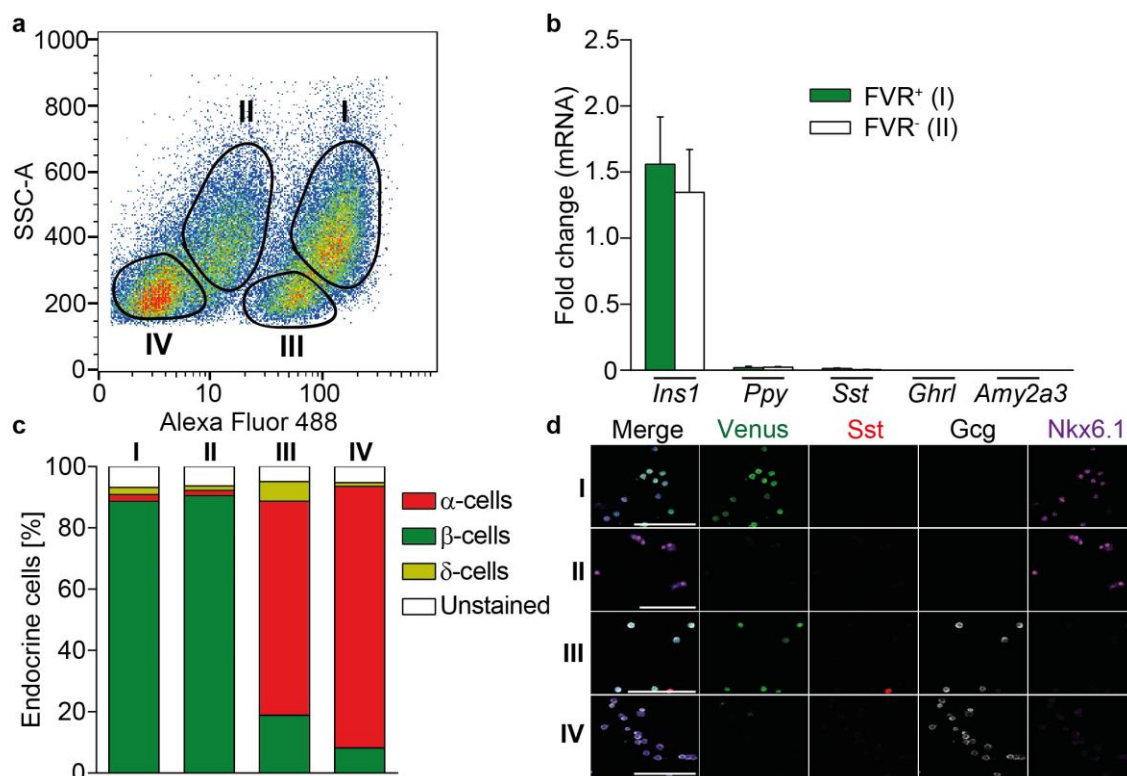 a
1000
800
600
400
200
0
SSC-A
II
I
IV
III
0
10
100
Alexa Fluor 488
b
2.5
2.0
1.5
1.0
0.5
0
Fold change (mRNA)
FVR⁺ (I)
FVR⁻ (II)
Ins1 Ppy Sst Ghrl Amy2a3
c
I II III IV
100
80
60
40
20
0
Endocrine cells [%]
α-cells
β-cells
δ-cells
Unstained
d
Merge Venus Sst Gcg Nkx6.1
I
II
III
IV